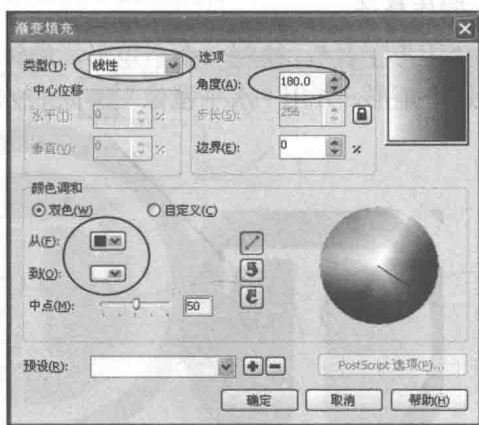 渐变填充
类型(T): 线性
选项
角度(A): 180.0
中心位移
水平(I): 0 %
步长(S): 256
垂直(V): 0 %
边界(E): 0 %
颜色调和
双色(W) 自定义(C)
从(F):
到(O):
中点(M): 50
预设(R):
PostScript 选项(P)...
确定 取消 帮助(H)